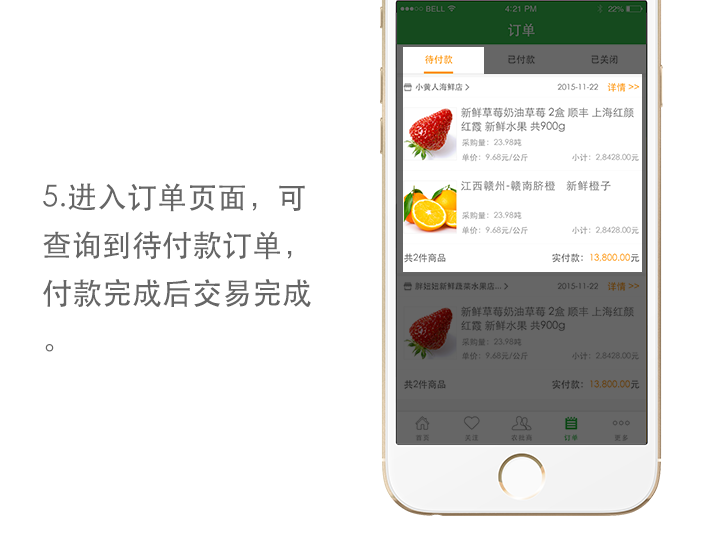 5.进入订单页面，可
查询到待付款订单，
付款完成后交易完成
。
BELL 4:21 PM 22%
订单
待付款 已付款 已关闭
小黄人海鲜店 2015-11-22 详情 >>
新鲜草莓奶油草莓 2盒 顺丰 上海红颜
红霞 新鲜水果 共900g
采购量：23.98吨
单价：9.68元/公斤 小计：2,8428.00元
江西赣州-赣南脐橙 新鲜橙子
采购量：23.98吨
单价：9.68元/公斤 小计：2,8428.00元
共2件商品 实付款：13,800.00元
胖妞妞新鲜蔬菜水果店... 2015-11-22 详情 >>
新鲜草莓奶油草莓 2盒 顺丰 上海红颜
红霞 新鲜水果 共900g
采购量：23.98吨
单价：9.68元/公斤 小计：2,8428.00元
共2件商品 实付款：13,800.00元
首页 关注 订单 更多